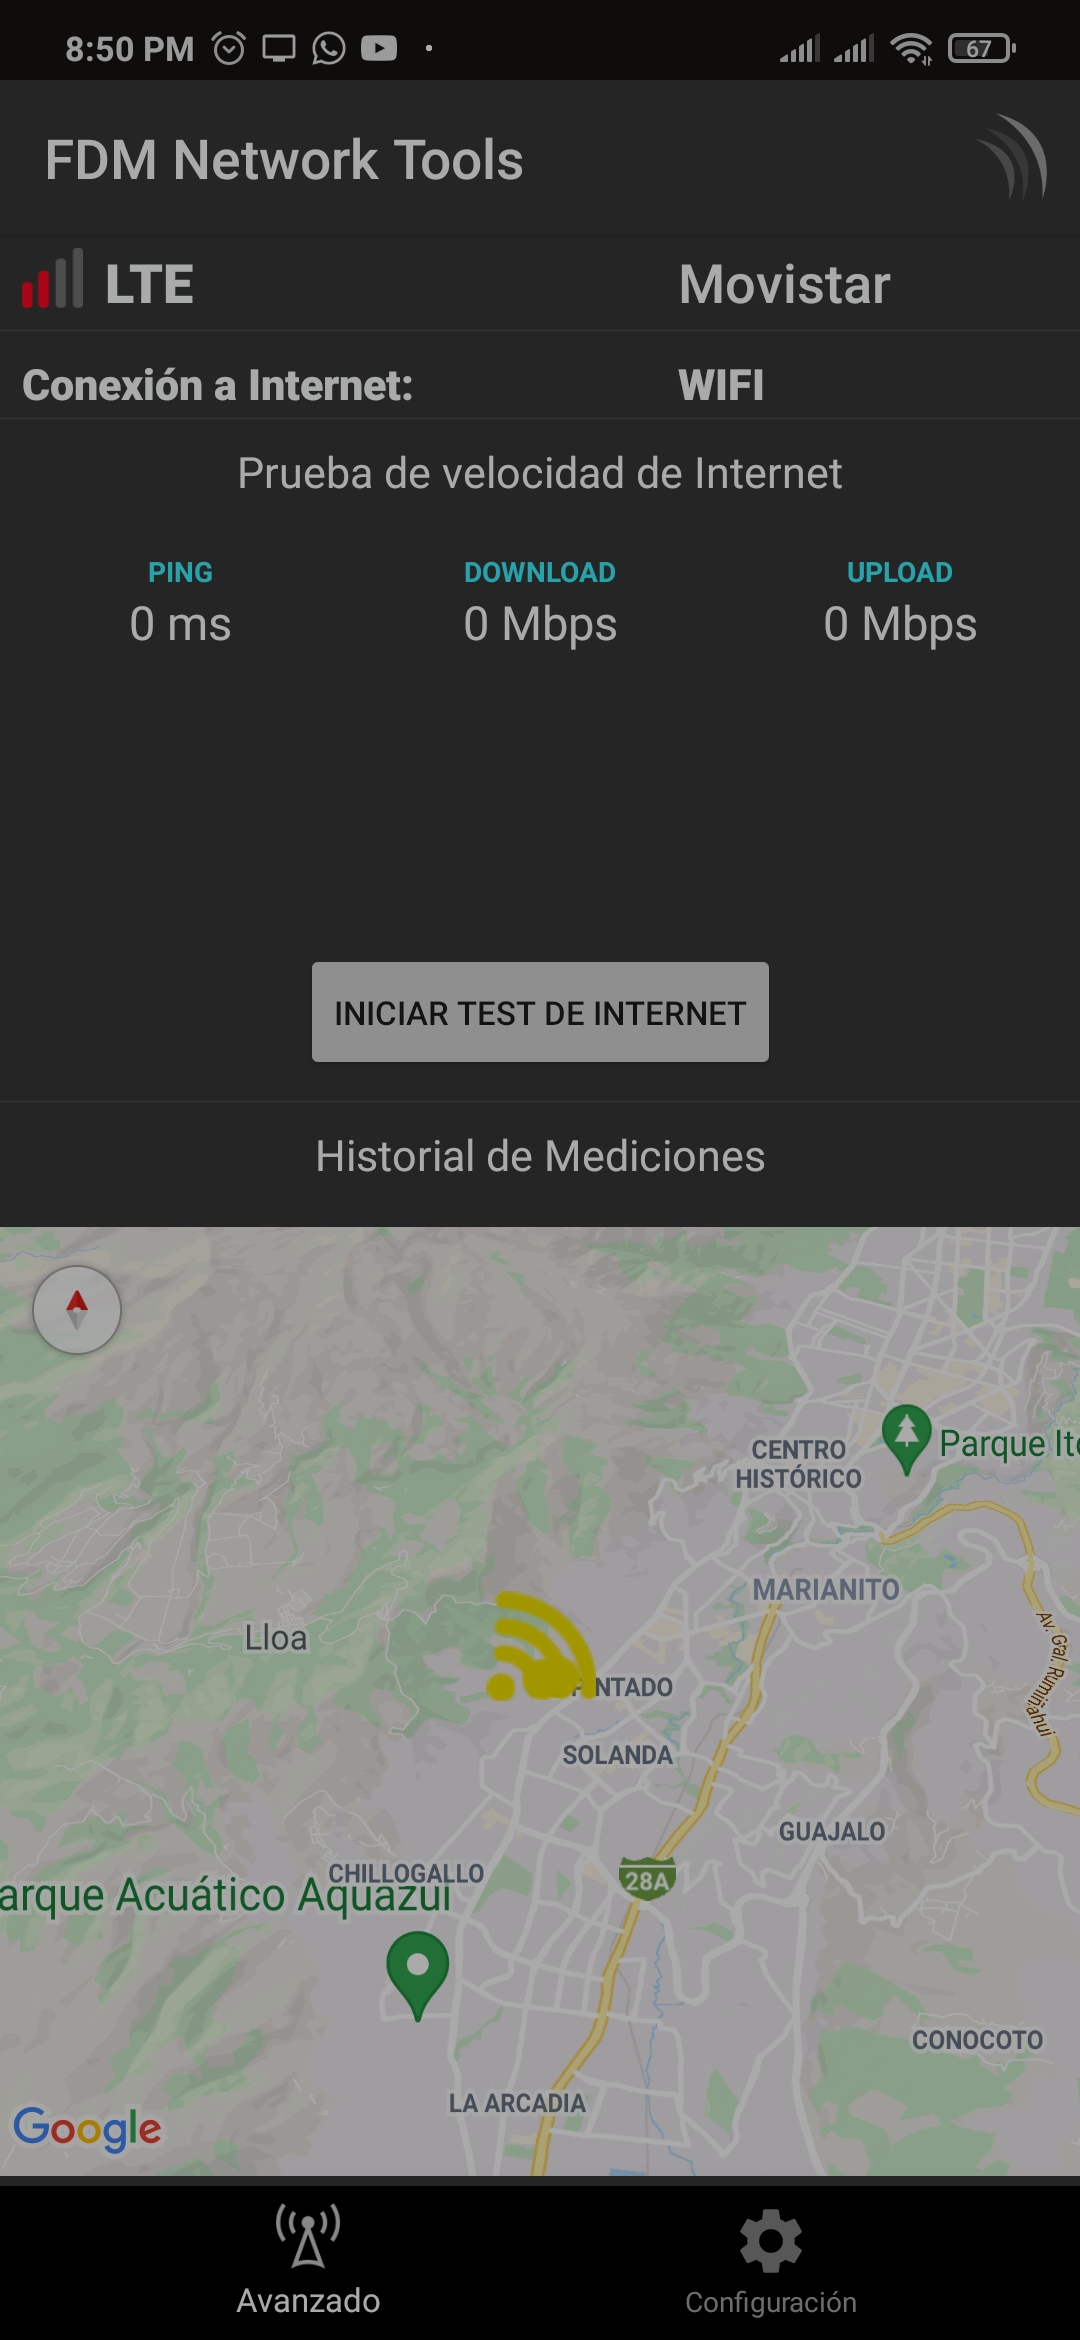 8:50 PM
67
FDM Network Tools
LTE
Movistar
Conexión a Internet:
WIFI
Prueba de velocidad de Internet
PING
DOWNLOAD
UPLOAD
0 ms
0 Mbps
0 Mbps
INICIAR TEST DE INTERNET
Historial de Mediciones
CENTRO
HISTÓRICO
Parque Itc
MARIANITO
Av. Gral. Rumiñahui
Lloa
PINTADO
SOLANDA
GUAJALO
CHILLOGALLO
28A
arque Acuático Aquazul
CONOCOTO
LA ARCADIA
Google
Avanzado
Configuración